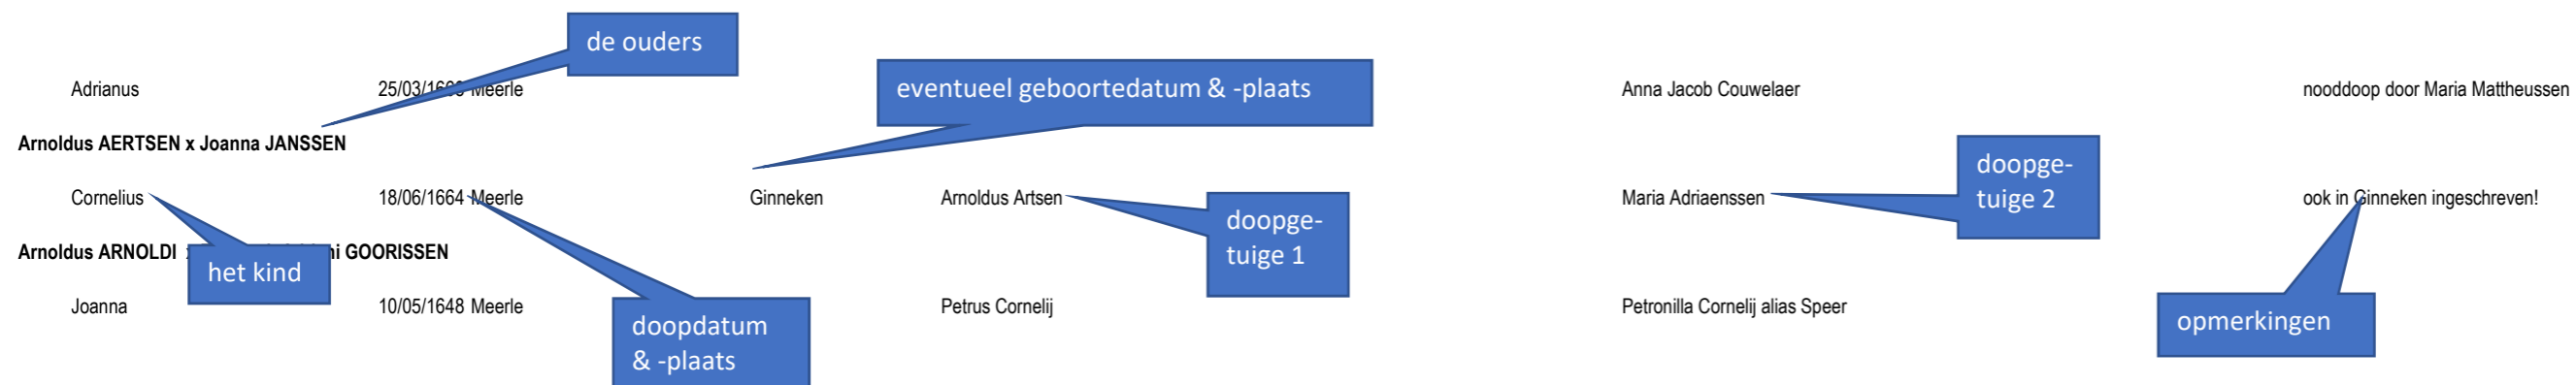 de ouders
Adrianus 25/03/ Meerle Anna Jacob Couwelaer nooddoop door Maria Mattheussen
eventueel geboortedatum & -plaats
Arnoldus AERTSEN x Joanna JANSSEN
Cornelius 18/06/1664 Meerle Ginneken Arnoldus Artsen Maria Adriaenssen ook in Ginneken ingeschreven!
doopge-
tuige 2
doopge-
tuige 1
Arnoldus ARNOLDI GOORISSEN
het kind
Joanna 10/05/1648 Meerle Petrus Cornelij Petronilla Cornelij alias Speer
doopdatum
& -plaats
opmerkingen